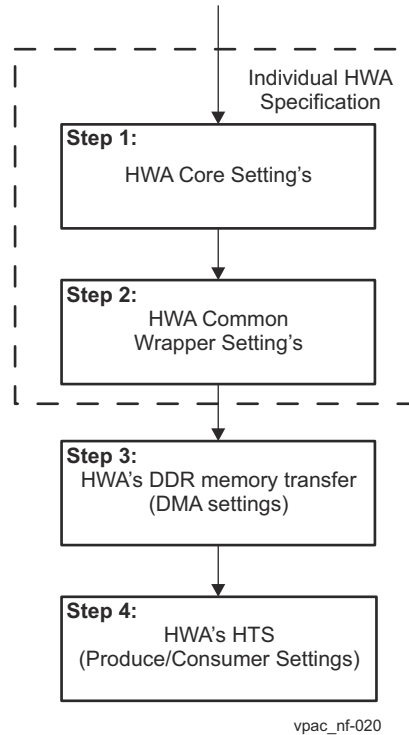 Individual HWA
Specification
Step 1:
HWA Core Setting's
Step 2:
HWA Common
Wrapper Setting's
Step 3:
HWA's DDR memory transfer
(DMA settings)
Step 4:
HWA's HTS
(Produce/Consumer Settings)
vpac_nf-020